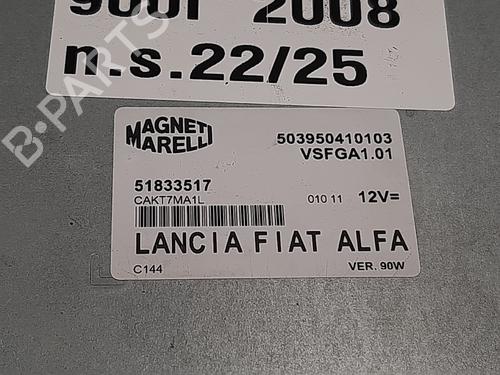 900i 2008
n.s.22/25
B-PARTS
MAGNETI
MARELLI
503950410103
VSFGA1.01
51833517
CAKT7MA1L
010 11 12V=
LANCIA FIAT ALFA
C144
VER. 90W